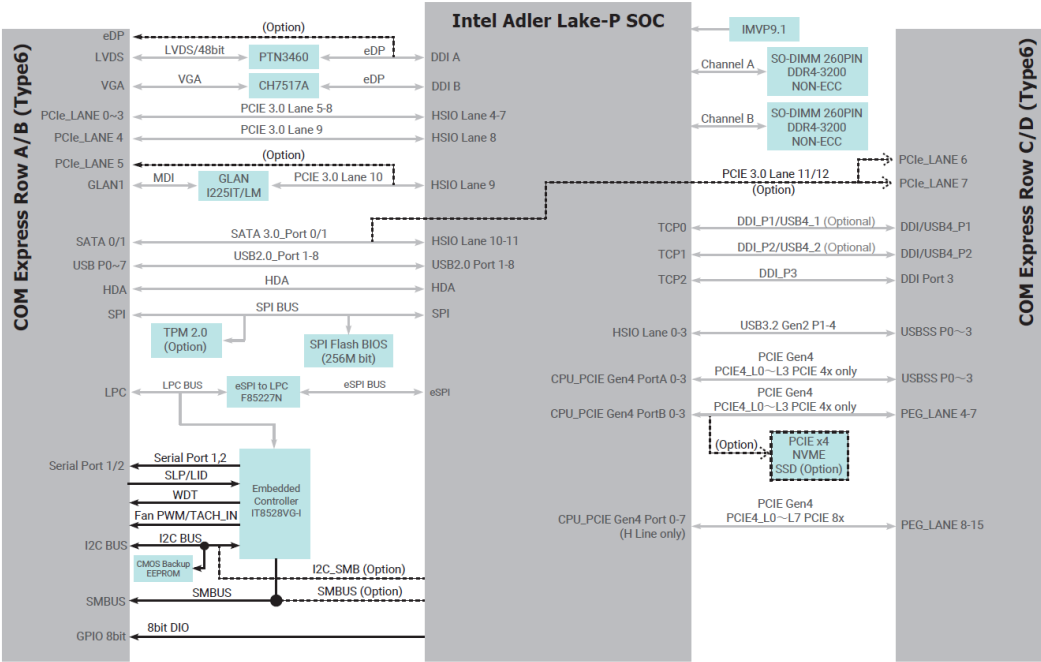 Intel Adler Lake-P SOC
COM Express Row A/B (Type6)
COM Express Row C/D (Type6)
eDP
(Option)
LVDS
LVDS/48bit
PTN3460
eDP
DDI A
VGA
VGA
CH7517A
eDP
DDI B
PCIe_LANE 0~3
PCIE 3.0 Lane 5-8
HSIO Lane 4-7
PCIe_LANE 4
PCIE 3.0 Lane 9
HSIO Lane 8
PCIe_LANE 5
(Option)
GLAN1
MDI
GLAN
I225IT/LM
PCIE 3.0 Lane 10
HSIO Lane 9
SATA 0/1
SATA 3.0_Port 0/1
HSIO Lane 10-11
USB P0~7
USB2.0_Port 1-8
USB2.0 Port 1-8
HDA
HDA
HDA
SPI
SPI BUS
SPI
TPM 2.0
(Option)
SPI Flash BIOS
(256M bit)
LPC
LPC BUS
eSPI to LPC
F85227N
eSPI BUS
eSPI
Serial Port 1/2
Serial Port 1,2
SLP/LID
WDT
Fan PWM/TACH_IN
Embedded
Controller
IT8528VG-I
I2C BUS
I2C BUS
CMOS Backup
EEPROM
I2C_SMB (Option)
SMBUS
SMBUS
SMBUS (Option)
GPIO 8bit
8bit DIO
IMVP9.1
Channel A
SO-DIMM 260PIN
DDR4-3200
NON-ECC
Channel B
SO-DIMM 260PIN
DDR4-3200
NON-ECC
PCIe_LANE 6
PCIE 3.0 Lane 11/12
(Option)
PCIe_LANE 7
TCP0
DDI_P1/USB4_1 (Optional)
DDI/USB4_P1
TCP1
DDI_P2/USB4_2 (Optional)
DDI/USB4_P2
TCP2
DDI_P3
DDI Port 3
HSIO Lane 0-3
USB3.2 Gen2 P1-4
USBSS P0~3
CPU_PCIE Gen4 PortA 0-3
PCIE Gen4
PCIE4_L0~L3 PCIE 4x only
USBSS P0~3
CPU_PCIE Gen4 PortB 0-3
PCIE Gen4
PCIE4_L0~L3 PCIE 4x only
PEG_LANE 4-7
(Option)
PCIE x4
NVME
SSD (Option)
CPU_PCIE Gen4 Port 0-7
(H Line only)
PCIE Gen4
PCIE4_L0~L7 PCIE 8x
PEG_LANE 8-15